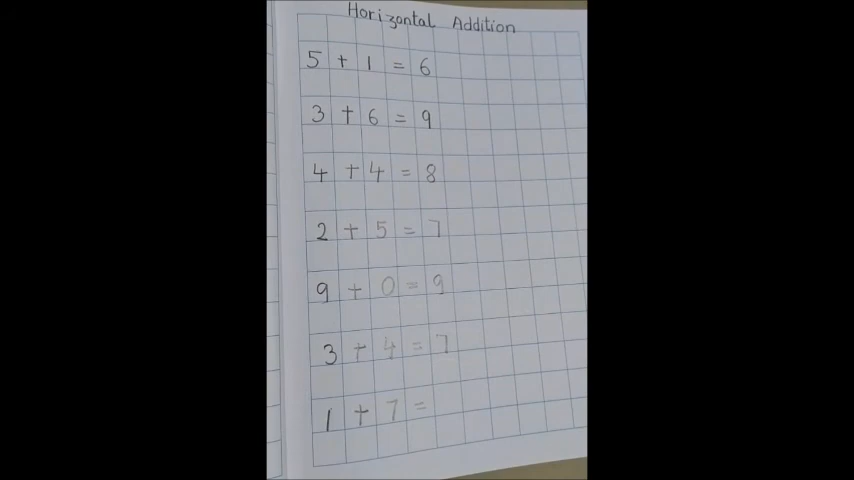 Horizontal Addition
5 + 1 = 6
3 + 6 = 9
4 + 4 = 8
2 + 5 = 7
9 + 0 = 9
3 + 4 = 7
1 + 7 =